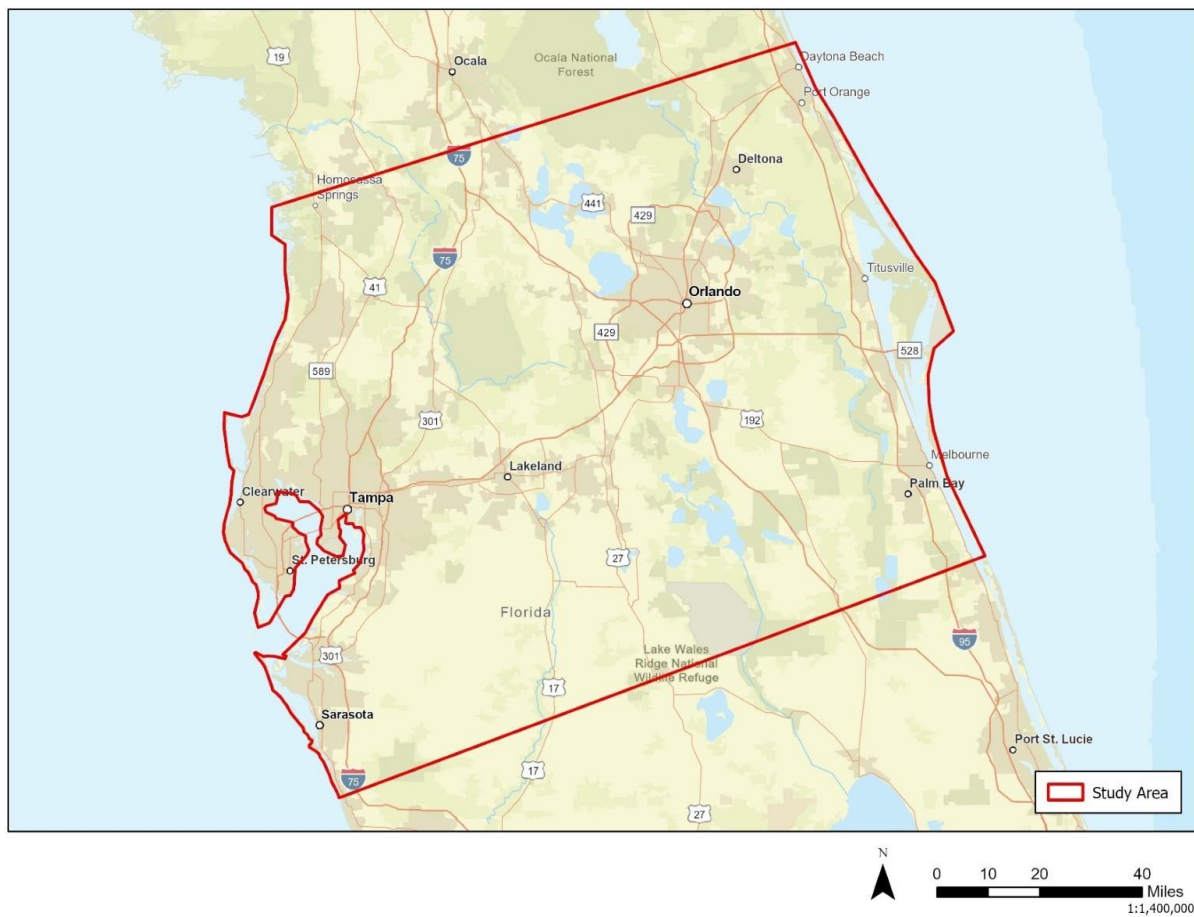 19
Ocala
Ocala National
Forest
Daytona Beach
Port Orange
75
Deltona
Homosassa
Springs
441
429
75
Titusville
41
Orlando
429
528
589
301
192
Lakeland
Melbourne
Clearwater
Tampa
Palm Bay
St. Petersburg
27
Florida
95
301
Lake Wales
Ridge National
Wildlife Refuge
17
Sarasota
Port St. Lucie
17
75
27
Study Area
N
0 10 20 40
Miles
1:1,400,000